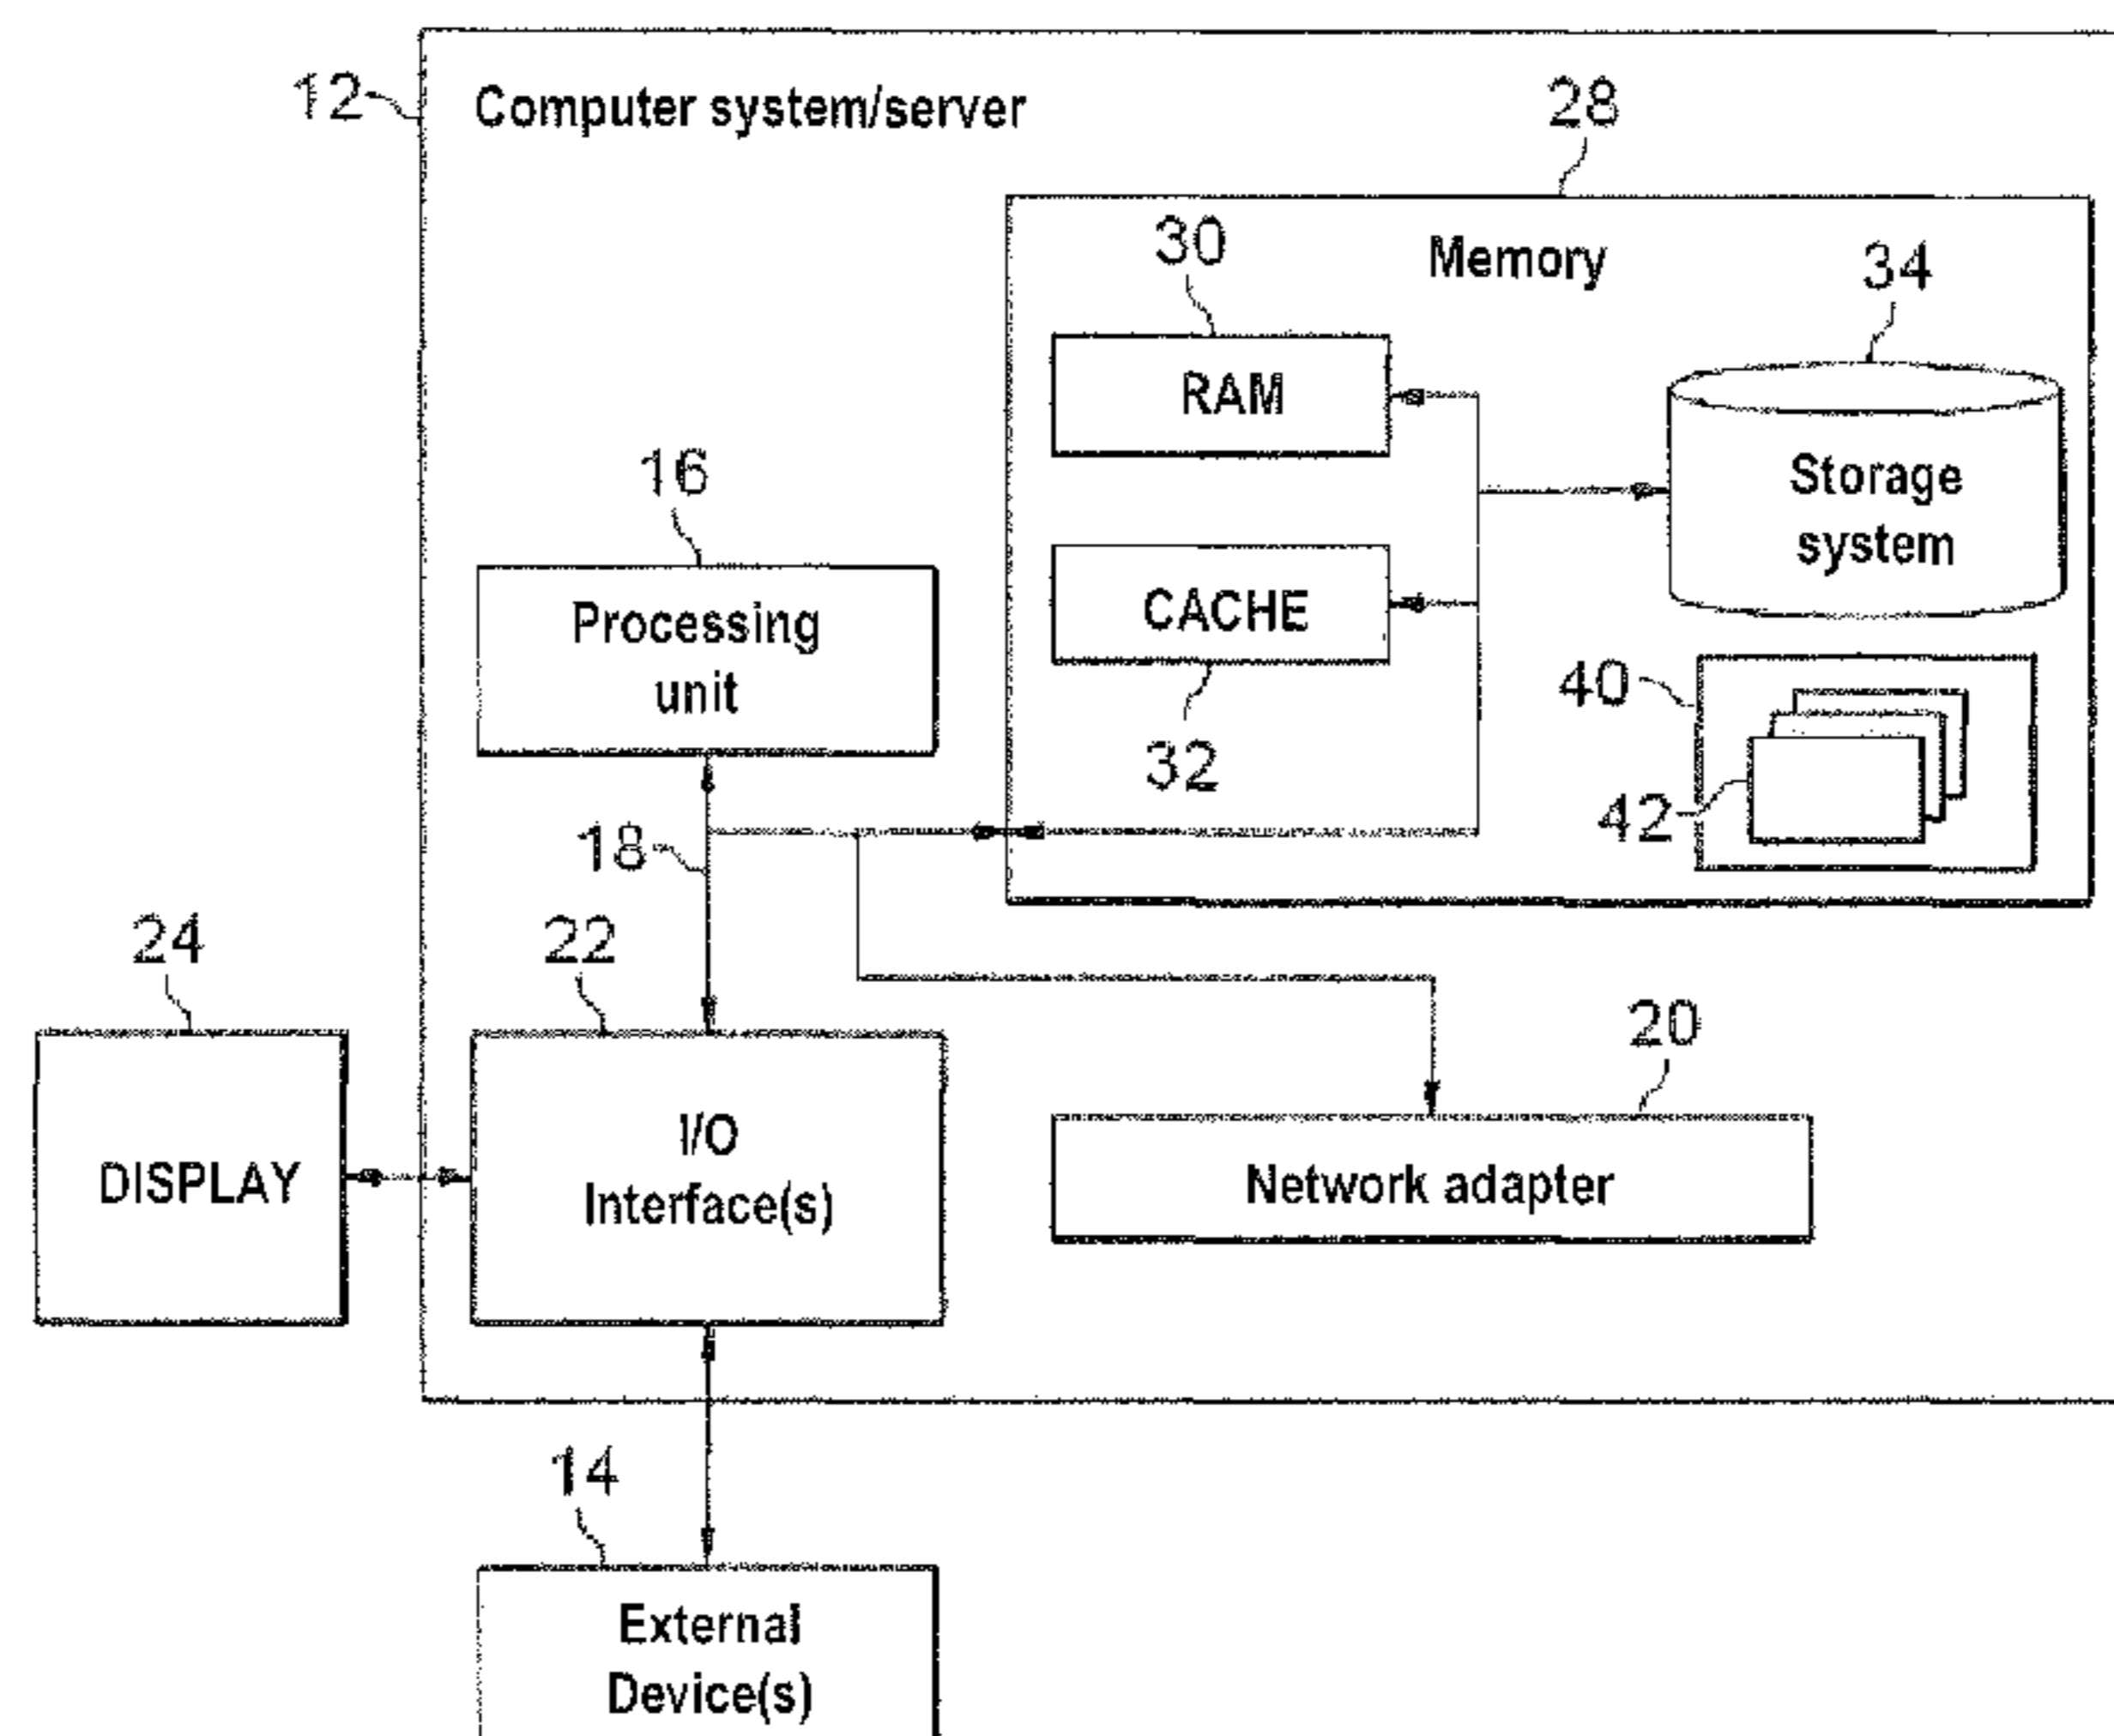 12
Computer system/server
28
30
Memory
34
RAM
16
Storage
system
Processing
unit
CACHE
40
32
42
18
24
22
20
DISPLAY
I/O
Interface(s)
Network adapter
14
External
Device(s)